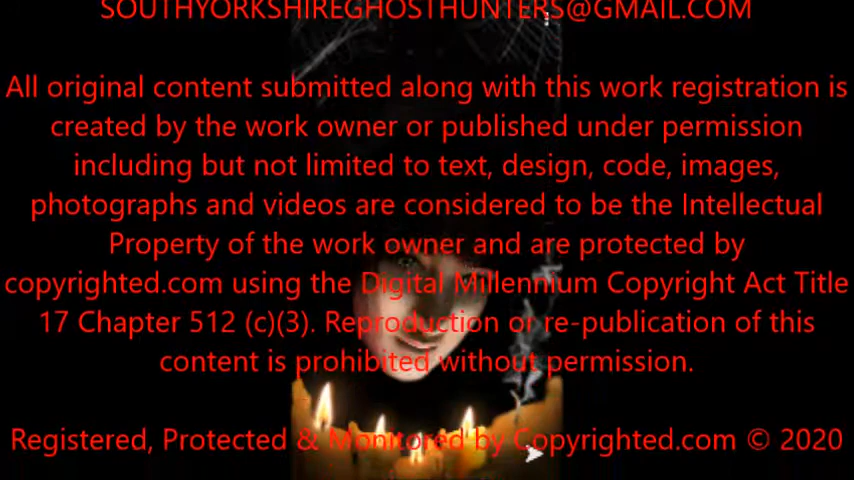 SOUTHYORKSHIREGHOSTHUNTERS@GMAIL.COM
All original content submitted along with this work registration is
created by the work owner or published under permission
including but not limited to text, design, code, images,
photographs and videos are considered to be the Intellectual
Property of the work owner and are protected by
copyrighted.com using the Digital Millennium Copyright Act Title
17 Chapter 512 (c)(3). Reproduction or re-publication of this
content is prohibited without permission.
Registered, Protected & Monitored by Copyrighted.com © 2020